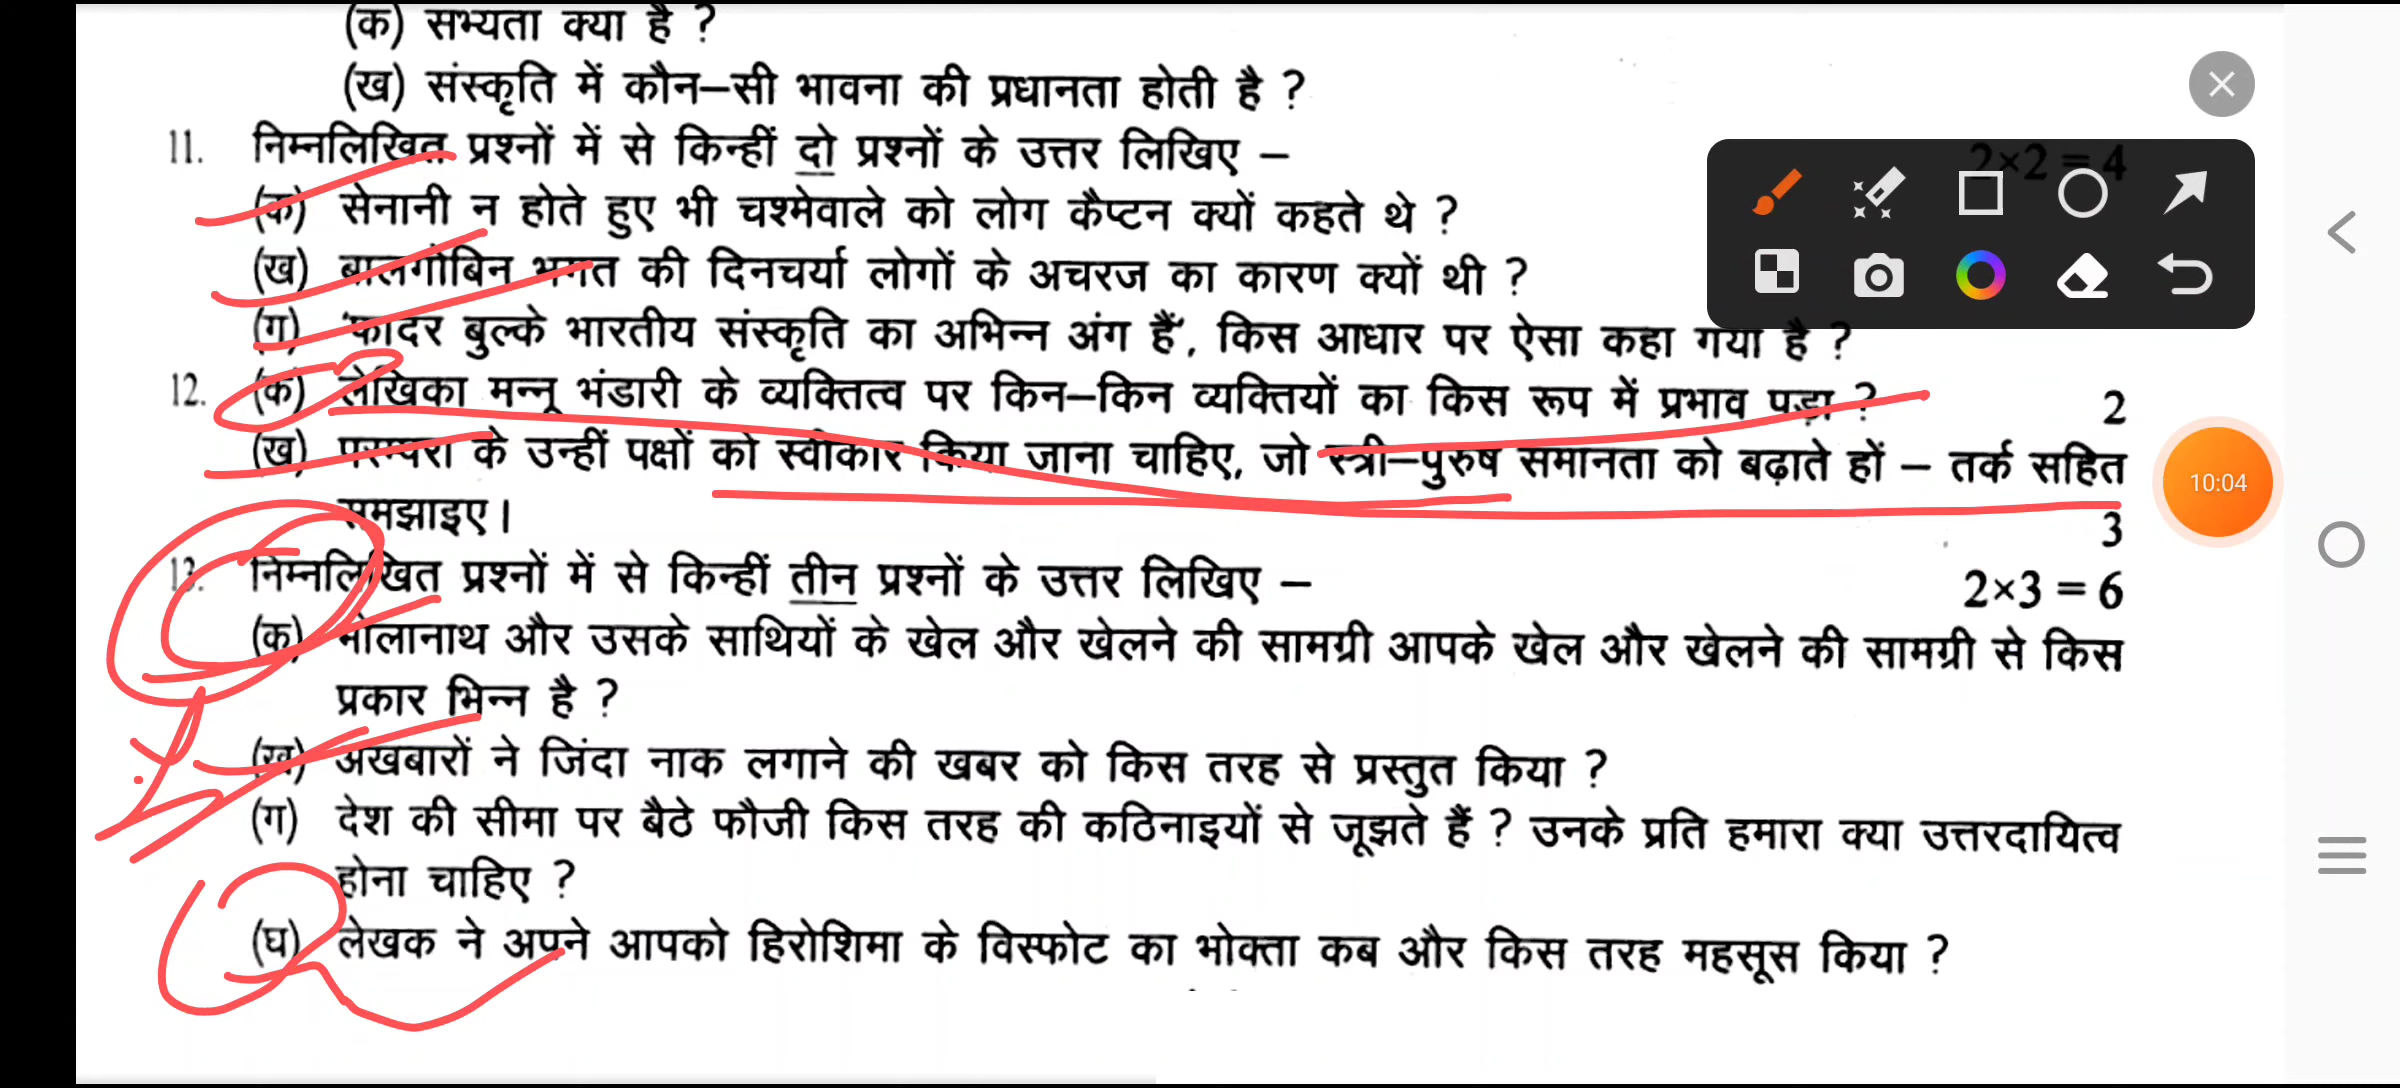 (क) सभ्यता क्या है ?
(ख) संस्कृति में कौन–सी भावना की प्रधानता होती है ?
11. निम्नलिखित प्रश्नों में से किन्हीं दो प्रश्नों के उत्तर लिखिए – 2×2 = 4
(क) सेनानी न होते हुए भी चश्मेवाले को लोग कैप्टन क्यों कहते थे ?
(ख) बालगोबिन भगत की दिनचर्या लोगों के अचरज का कारण क्यों थी ?
(ग) 'फादर बुल्के भारतीय संस्कृति का अभिन्न अंग हैं', किस आधार पर ऐसा कहा गया है ?
12. (क) लेखिका मन्नू भंडारी के व्यक्तित्व पर किन–किन व्यक्तियों का किस रूप में प्रभाव पड़ा ? 2
(ख) परम्परा के उन्हीं पक्षों को स्वीकार किया जाना चाहिए, जो स्त्री–पुरुष समानता को बढ़ाते हों – तर्क सहित
समझाइए। 3
13. निम्नलिखित प्रश्नों में से किन्हीं तीन प्रश्नों के उत्तर लिखिए – 2×3 = 6
(क) भोलानाथ और उसके साथियों के खेल और खेलने की सामग्री आपके खेल और खेलने की सामग्री से किस
प्रकार भिन्न है ?
(ख) अखबारों ने जिंदा नाक लगाने की खबर को किस तरह से प्रस्तुत किया ?
(ग) देश की सीमा पर बैठे फौजी किस तरह की कठिनाइयों से जूझते हैं ? उनके प्रति हमारा क्या उत्तरदायित्व
होना चाहिए ?
(घ) लेखक ने अपने आपको हिरोशिमा के विस्फोट का भोक्ता कब और किस तरह महसूस किया ?
10:04